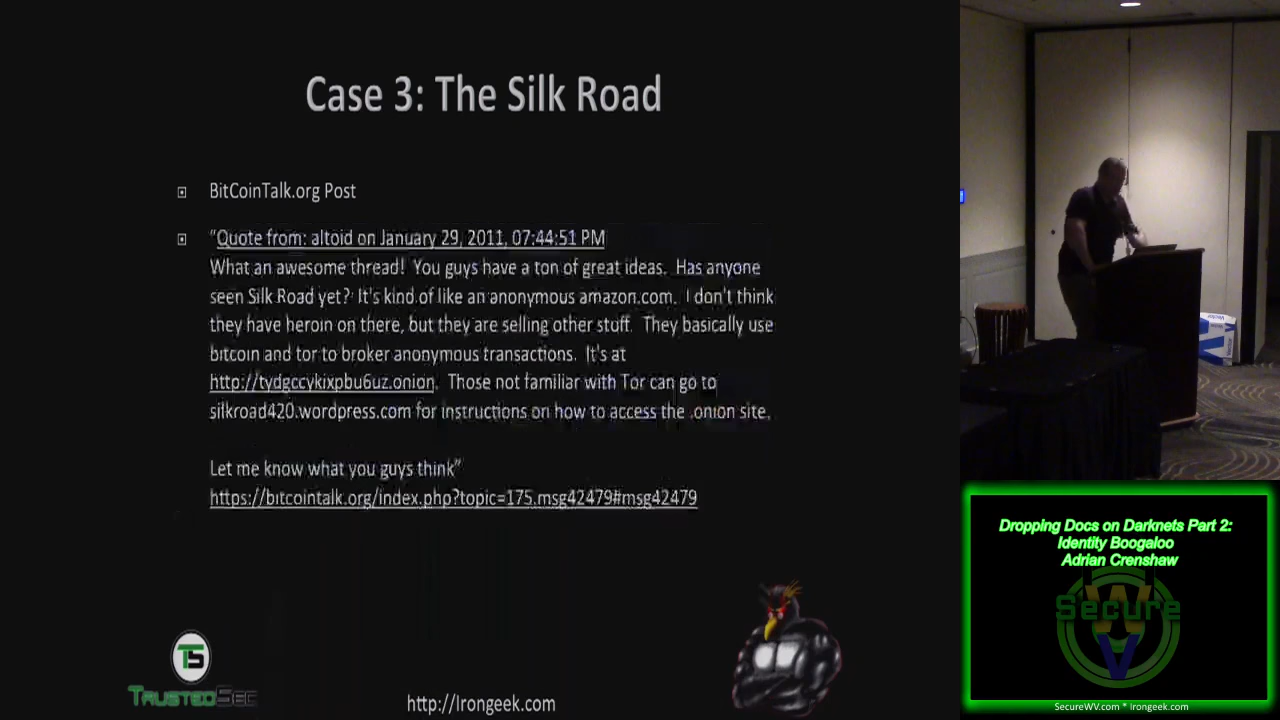 Case 3: The Silk Road
BitCoinTalk.org Post
"Quote from: altoid on January 29, 2011, 07:44:51 PM
What an awesome thread! You guys have a ton of great ideas. Has anyone
seen Silk Road yet? It's kind of like an anonymous amazon.com. I don't think
they have heroin on there, but they are selling other stuff. They basically use
bitcoin and tor to broker anonymous transactions. It's at
http://tydgccykixpbu6uz.onion. Those not familiar with Tor can go to
silkroad420.wordpress.com for instructions on how to access the .onion site.
Let me know what you guys think"
https://bitcointalk.org/index.php?topic=175.msg42479#msg42479
TS
TRUSTEDSEC
http://Irongeek.com
Dropping Docs on Darknets Part 2:
Identity Boogaloo
Adrian Crenshaw
Secure
WV
SecureWV.com * Irongeek.com